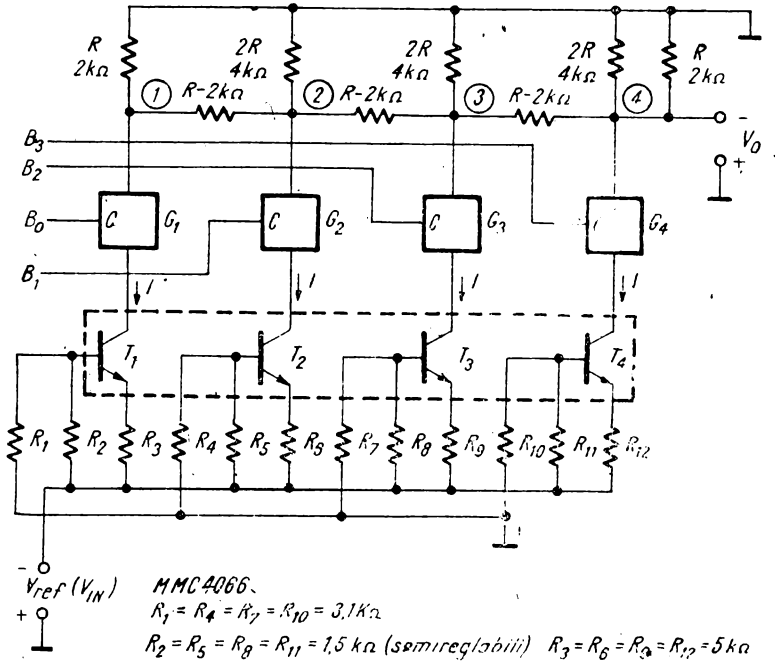 R 2kΩ
2R 4kΩ
2R 4kΩ
2R 4kΩ
R 2kΩ
1
R-2kΩ
2
R-2kΩ
3
R-2kΩ
4
-
V₀
+
B₃
B₂
B₀
B₁
C G₁
C G₂
C G₃
G₄
I
I
I
I
T₁
T₂
T₃
T₄
R₁
R₂
R₃
R₄
R₅
R₆
R₇
R₈
R₉
R₁₀
R₁₁
R₁₂
-
Vref (V_IN)
+
MMC4066
R₁ = R₄ = R₇ = R₁₀ = 3,1kΩ
R₂ = R₅ = R₈ = R₁₁ = 1,5 kΩ (semireglabili) R₃ = R₆ = R₉ = R₁₂ = 5kΩ